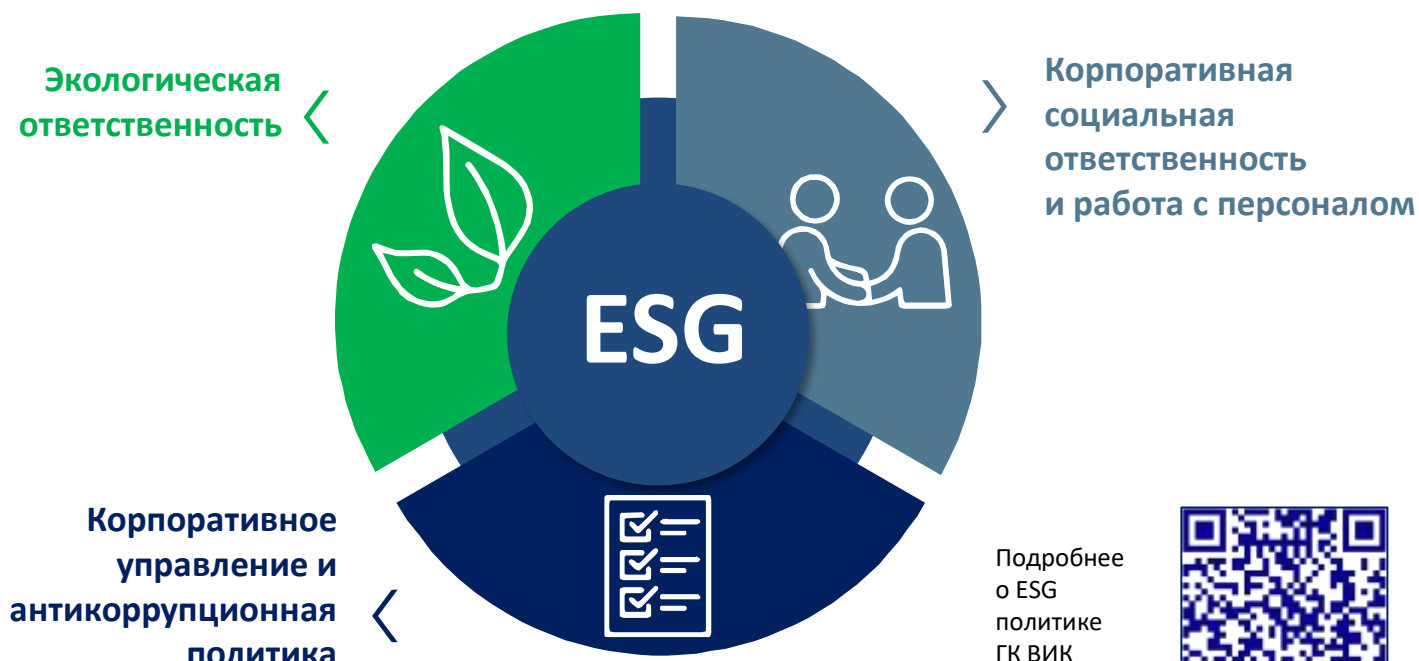 Экологическая
ответственность
Корпоративная
социальная
ответственность
и работа с персоналом
ESG
Корпоративное
управление и
антикоррупционная
политика
Подробнее
о ESG
политике
ГК ВИК